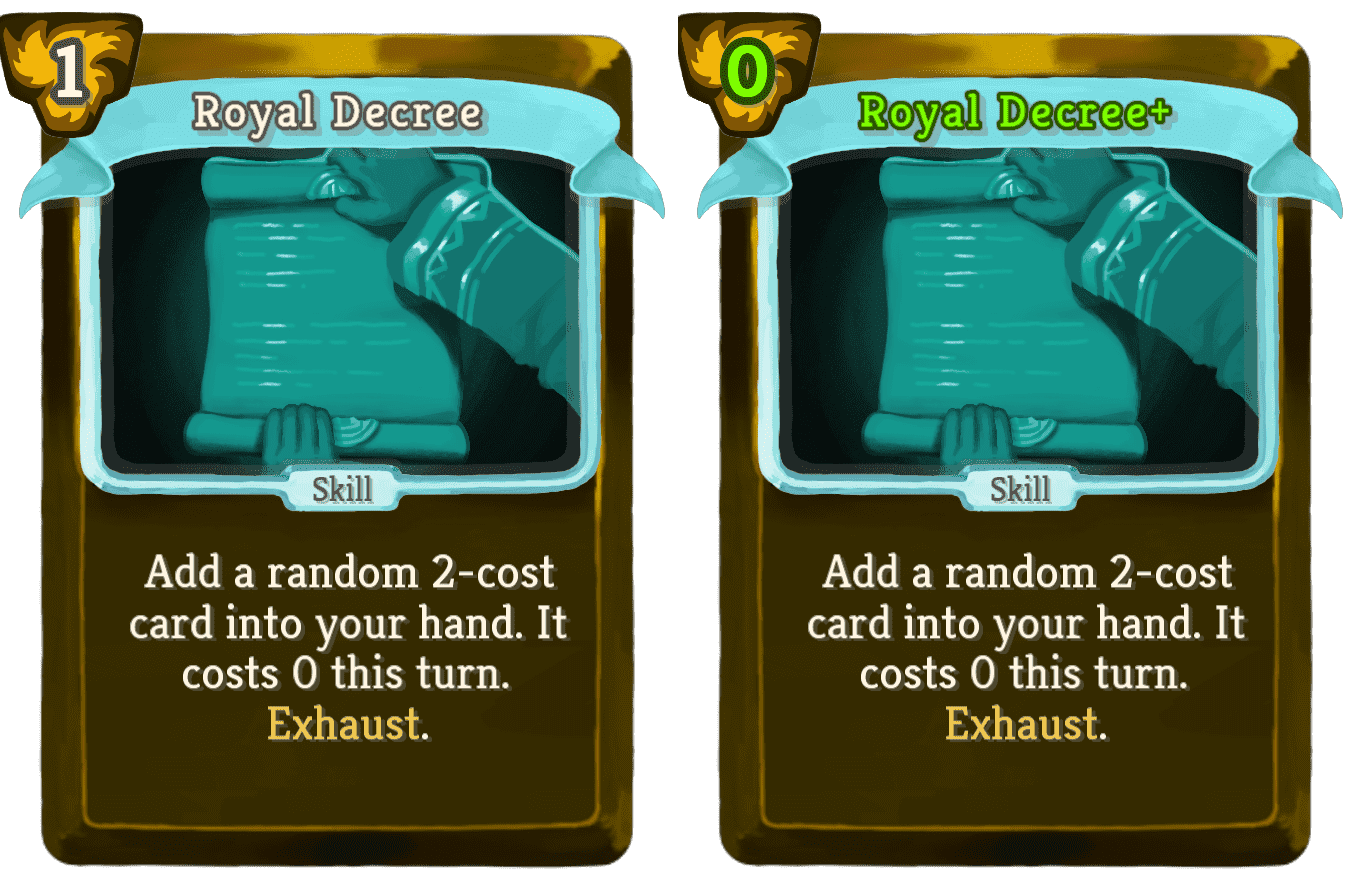 1
Royal Decree
Skill
Add a random 2-cost
card into your hand. It
costs 0 this turn.
Exhaust.
0
Royal Decree+
Skill
Add a random 2-cost
card into your hand. It
costs 0 this turn.
Exhaust.